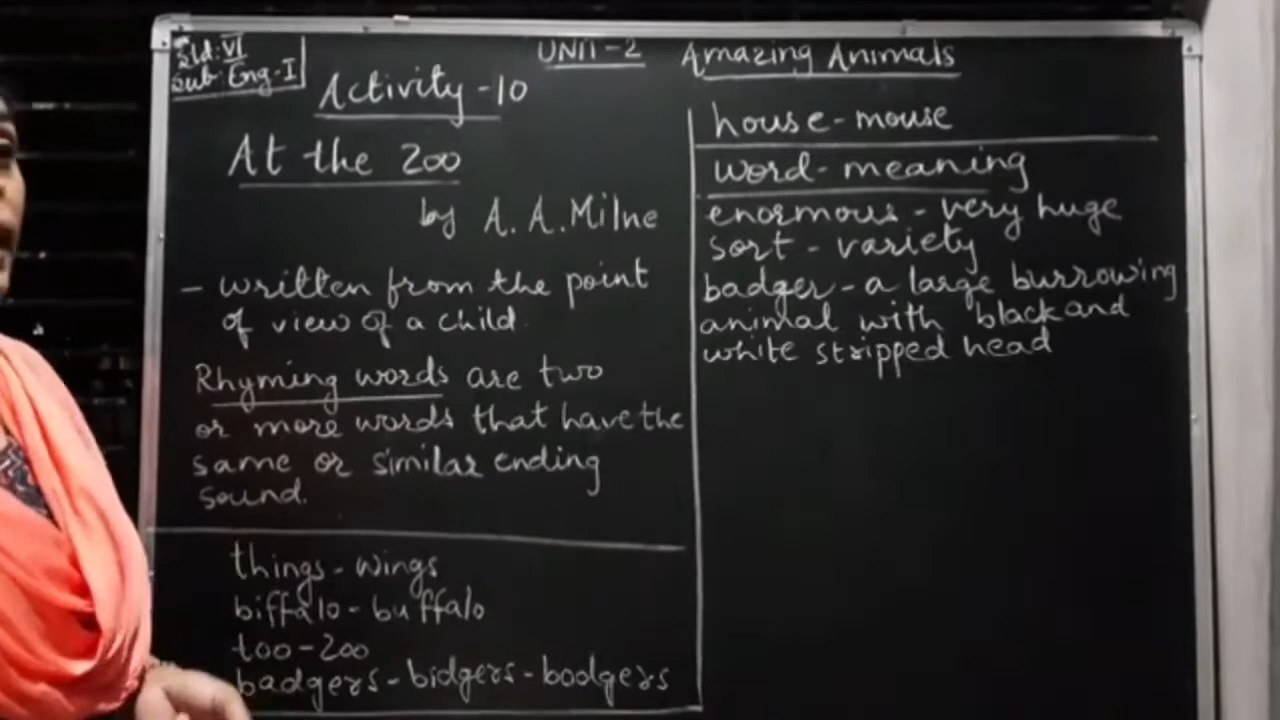 Std: VI
Sub: Eng-I
UNIT-2 Amazing Animals
Activity-10
At the Zoo
by A. A. Milne
- written from the point
of view of a child.
Rhyming words are two
or more words that have the
same or similar ending
sound.
things - wings
biffalo - buffalo
too - zoo
badgers - bidgers - bodgers
house - mouse
word - meaning
enormous - very huge
sort - variety
badger - a large burrowing
animal with black and
white stripped head